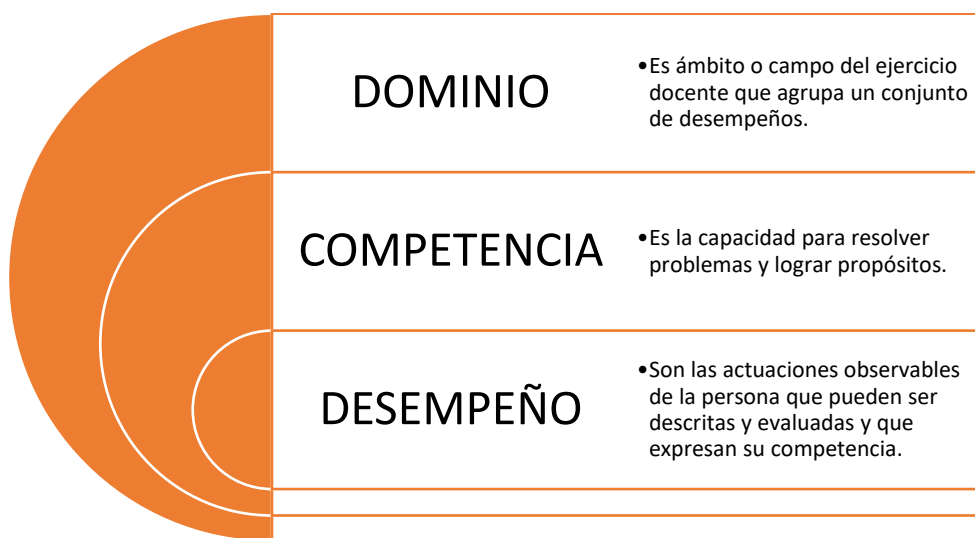 DOMINIO
•Es ámbito o campo del ejercicio
docente que agrupa un conjunto
de desempeños.
COMPETENCIA
•Es la capacidad para resolver
problemas y lograr propósitos.
DESEMPEÑO
•Son las actuaciones observables
de la persona que pueden ser
descritas y evaluadas y que
expresan su competencia.